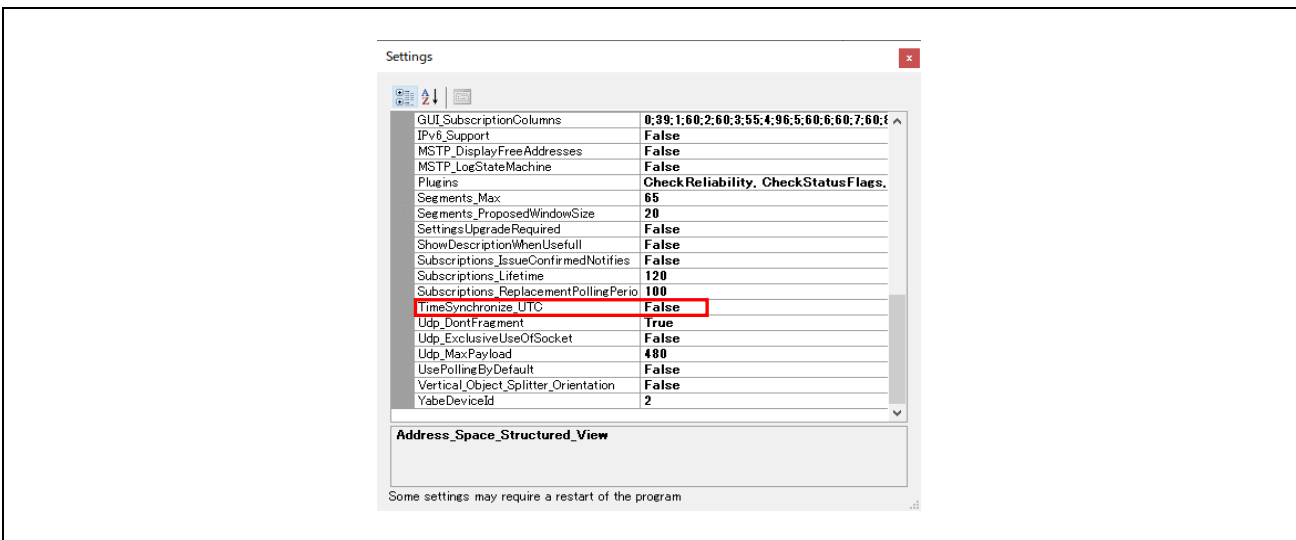 Settings
x
GUI_SubscriptionColumns 0;39;1;60;2;60;3;55;4;96;5;60;6;60;7;60;8
IPv6_Support False
MSTP_DisplayFreeAddresses False
MSTP_LogStateMachine False
Plugins CheckReliability, CheckStatusFlags,
Segments_Max 65
Segments_ProposedWindowSize 20
SettingsUpgradeRequired False
ShowDescriptionWhenUsefull False
Subscriptions_IssueConfirmedNotifies False
Subscriptions_Lifetime 120
Subscriptions_ReplacementPollingPerio 100
TimeSynchronize_UTC False
Udp_DontFragment True
Udp_ExclusiveUseOfSocket False
Udp_MaxPayload 480
UsePollingByDefault False
Vertical_Object_Splitter_Orientation False
YabeDeviceId 2
Address_Space_Structured_View
Some settings may require a restart of the program